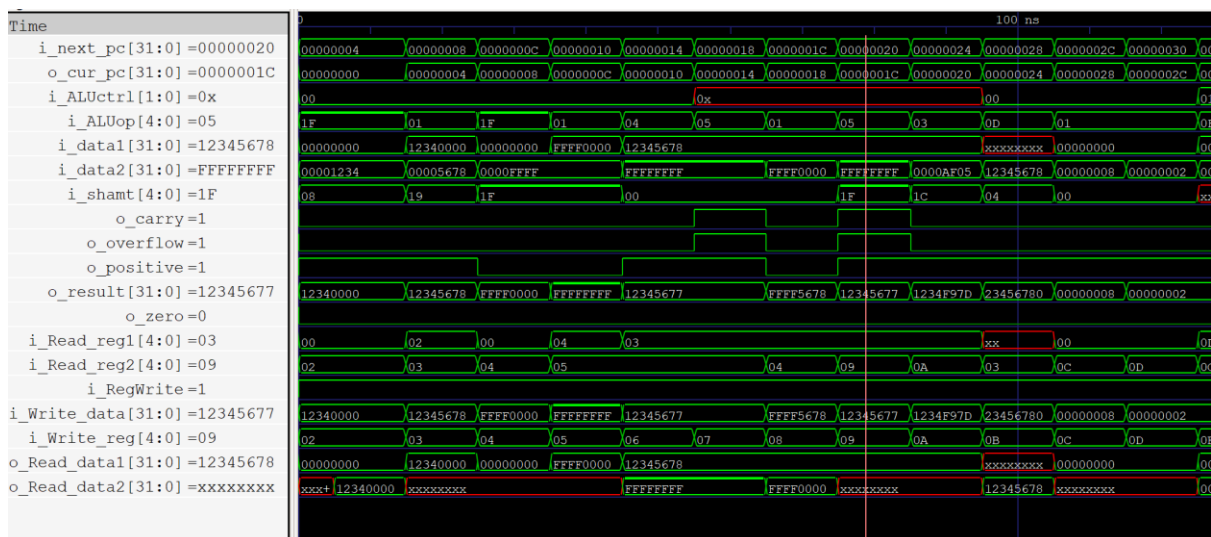 Time 0 100 ns
i_next_pc[31:0] =00000020 00000004 00000008 0000000C 00000010 00000014 00000018 0000001C 00000020 00000024 00000028 0000002C 00000030 00
o_cur_pc[31:0] =0000001C 00000000 00000004 00000008 0000000C 00000010 00000014 00000018 0000001C 00000020 00000024 00000028 0000002C 00
i_ALUctrl[1:0] =0x 00 0x 00 01
i_ALUop[4:0] =05 1F 01 1F 01 04 05 01 05 03 0D 01
i_data1[31:0] =12345678 00000000 12340000 00000000 FFFF0000 12345678 xxxxxxxx 00000000 00
i_data2[31:0] =FFFFFFFF 00001234 00005678 0000FFFF FFFFFFFF FFFF0000 FFFFFFFF 0000AF05 12345678 00000008 00000002 00
i_shamt[4:0] =1F 08 19 1F 00 1F 1C 04 00 xx
o_carry =1
o_overflow =1
o_positive =1
o_result[31:0] =12345677 12340000 12345678 FFFF0000 FFFFFFFF 12345677 FFFF5678 12345677 1234F97D 23456780 00000008 00000002
o_zero =0
i_Read_reg1[4:0] =03 00 02 00 04 03 xx 00
i_Read_reg2[4:0] =09 02 03 04 05 04 09 0A 03 0C 0D
i_RegWrite =1
i_Write_data[31:0] =12345677 12340000 12345678 FFFF0000 FFFFFFFF 12345677 FFFF5678 12345677 1234F97D 23456780 00000008 00000002
i_Write_reg[4:0] =09 02 03 04 05 06 07 08 09 0A 0B 0C 0D
o_Read_data1[31:0] =12345678 00000000 12340000 00000000 FFFF0000 12345678 xxxxxxxx 00000000 00
o_Read_data2[31:0] =xxxxxxxx xxx+ 12340000 xxxxxxxx FFFFFFFF FFFF0000 xxxxxxxx 12345678 xxxxxxxx 00